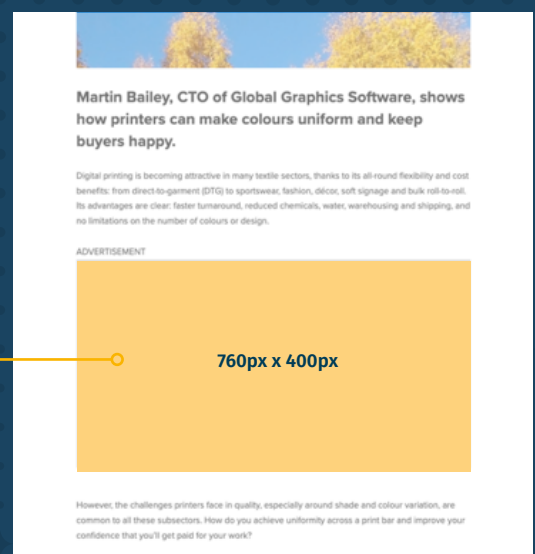 Martin Bailey, CTO of Global Graphics Software, shows
how printers can make colours uniform and keep
buyers happy.
Digital printing is becoming attractive in many textile sectors, thanks to its all-round flexibility and cost
benefits: from direct-to-garment (DTG) to sportswear, fashion, décor, soft signage and bulk roll-to-roll.
Its advantages are clear: faster turnaround, reduced chemicals, water, warehousing and shipping, and
no limitations on the number of colours or design.
ADVERTISEMENT
760px x 400px
However, the challenges printers face in quality, especially around shade and colour variation, are
common to all these subsectors. How do you achieve uniformity across a print bar and improve your
confidence that you'll get paid for your work?